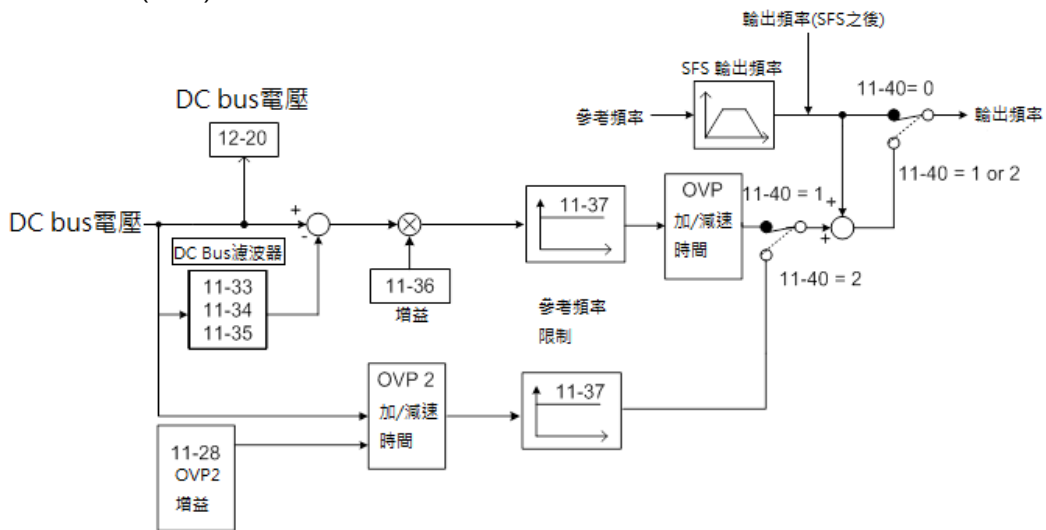 輸出頻率(SFS之後)
SFS 輸出頻率
11-40= 0
參考頻率
輸出頻率
DC bus電壓
12-20
11-40 = 1 or 2
DC bus電壓
+
-
11-37
OVP
加/減速
時間
11-40 = 1
+
+
DC Bus濾波器
11-33
11-34
11-35
11-36
增益
11-40 = 2
參考頻率
限制
OVP 2
加/減速
時間
11-37
11-28
OVP2
增益